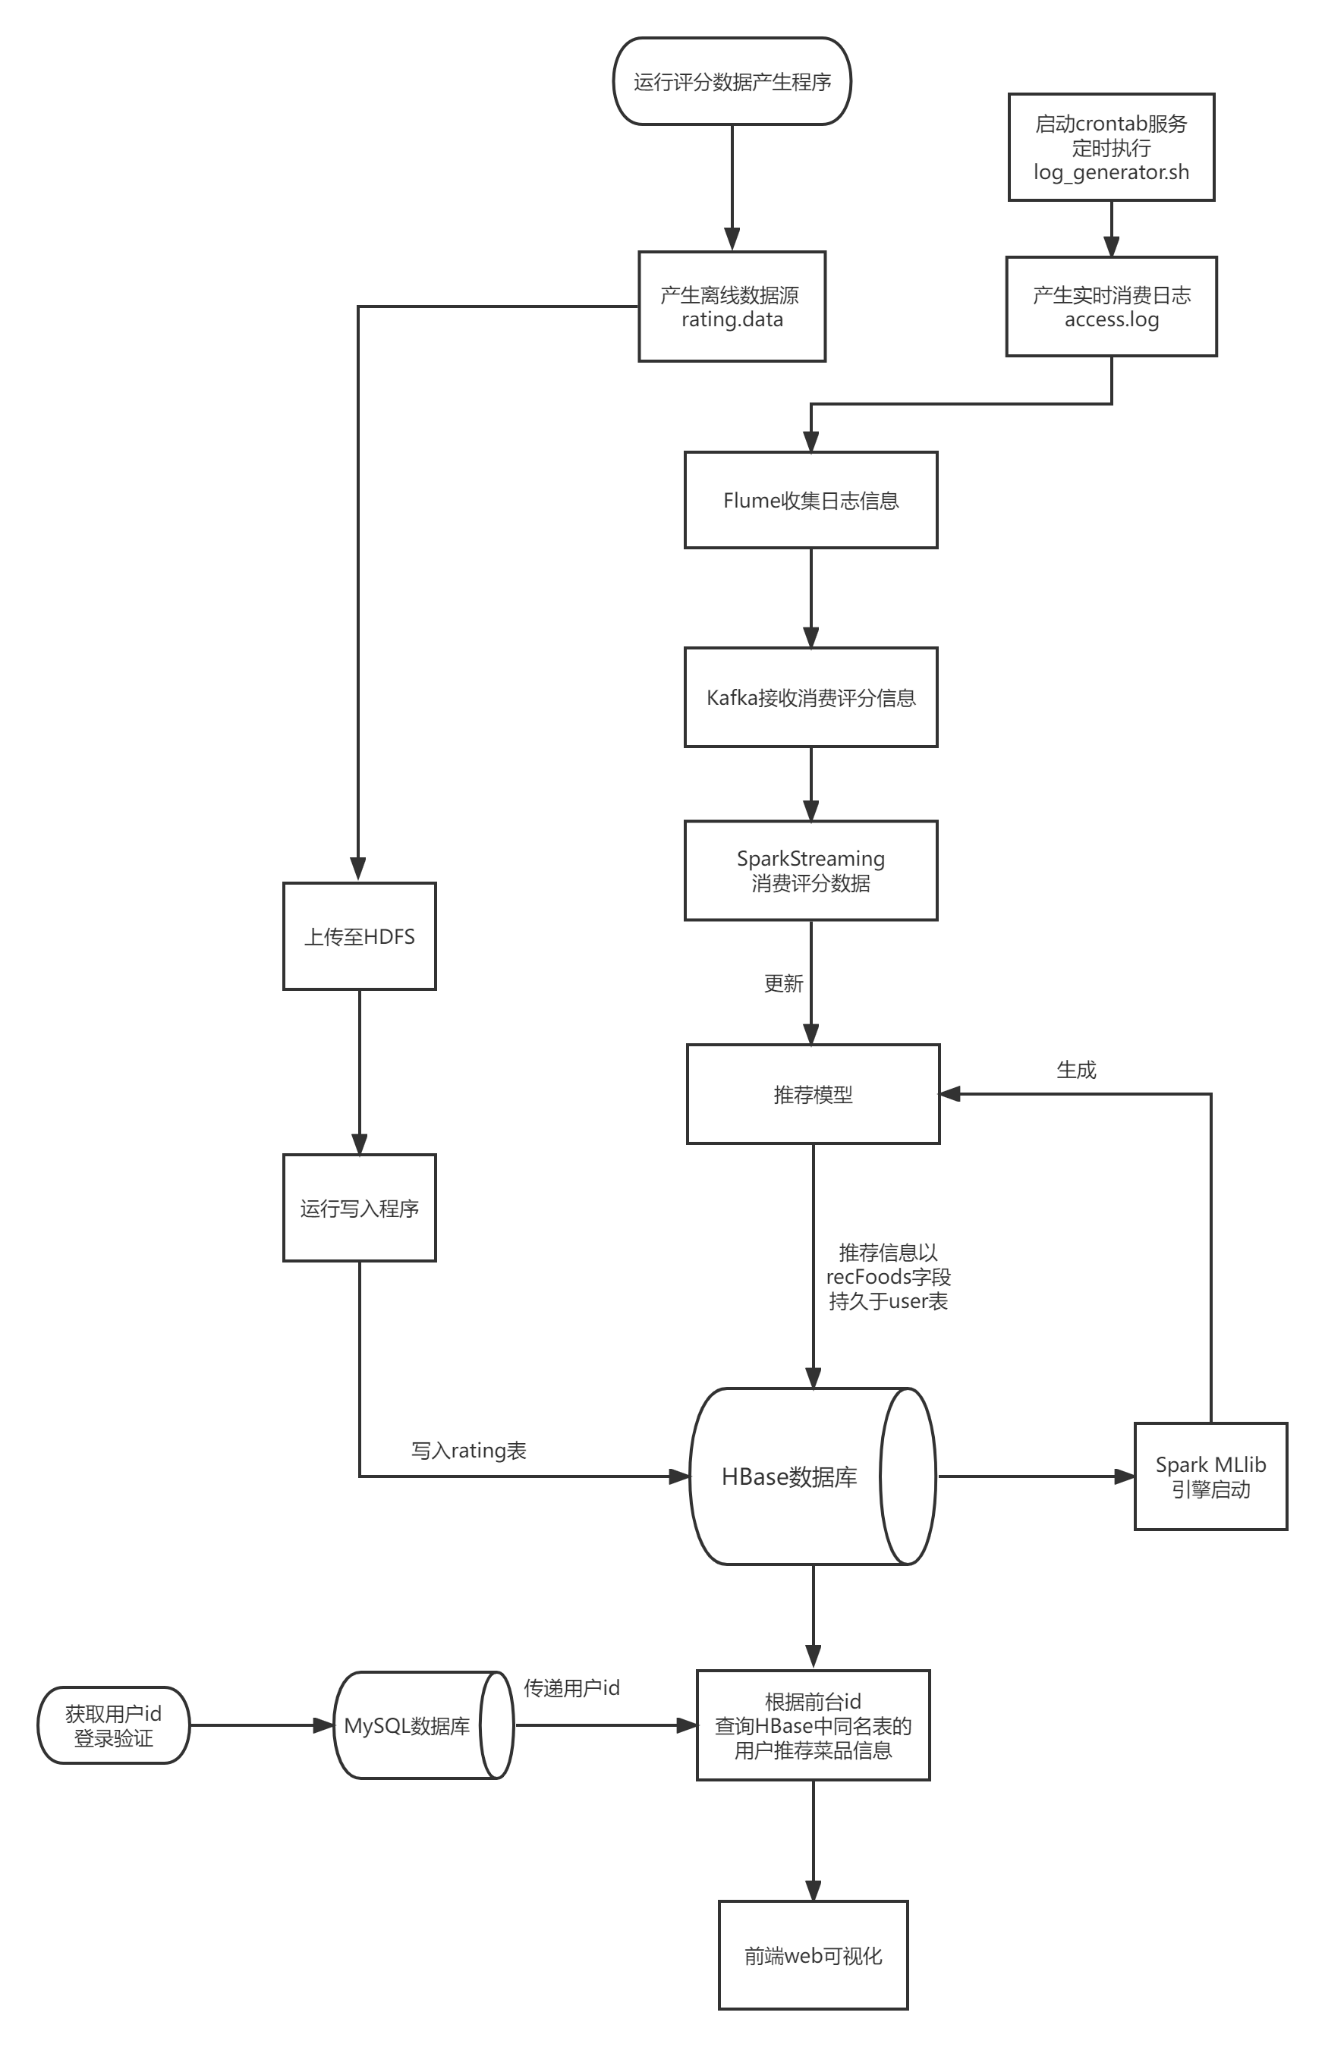 运行评分数据产生程序
启动crontab服务
定时执行
log_generator.sh
产生离线数据源
rating.data
产生实时消费日志
access.log
Flume收集日志信息
Kafka接收消费评分信息
SparkStreaming
消费评分数据
上传至HDFS
更新
推荐模型
生成
运行写入程序
推荐信息以
recFoods字段
持久于user表
写入rating表
HBase数据库
Spark MLlib
引擎启动
获取用户id
登录验证
MySQL数据库
传递用户id
根据前台id
查询HBase中同名表的
用户推荐菜品信息
前端web可视化